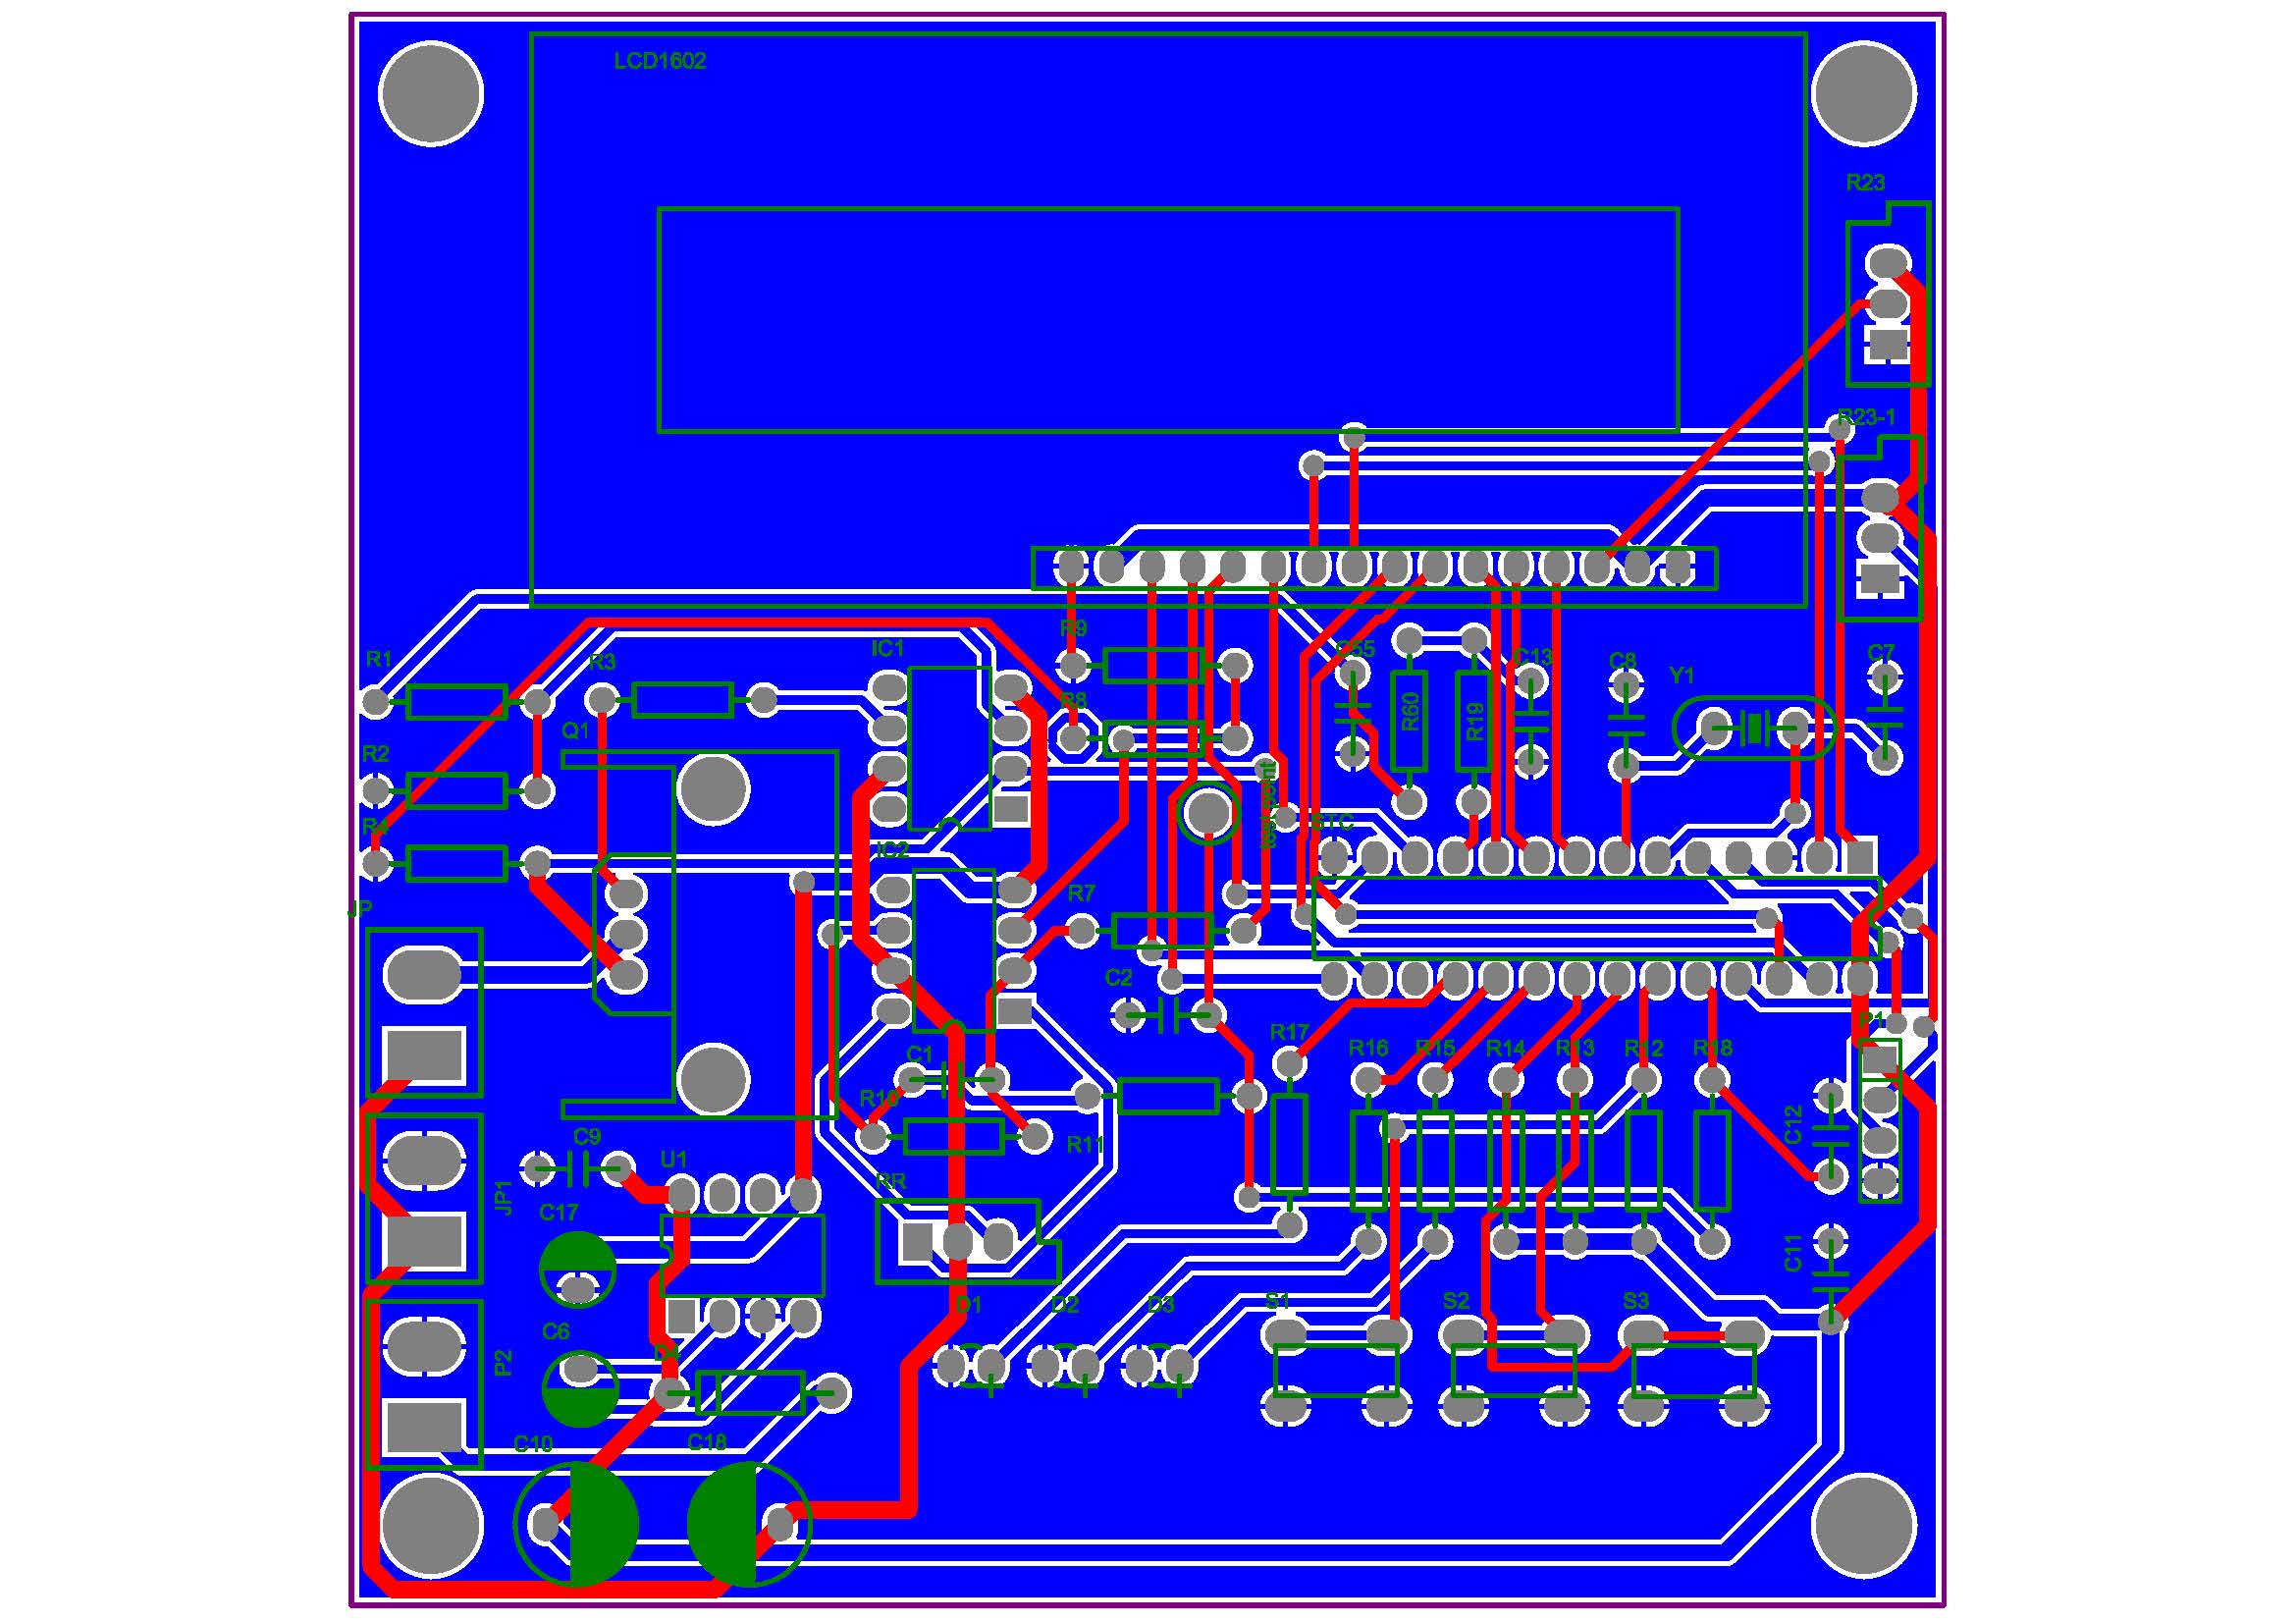 LCD1602
R23
R23-1
R9
IC1
C55
C13
R1
R3
C8
Y1
C7
R8
R60
R19
Q1
R2
test point
STC
R4
IC2
R7
JP
C2
P1
R17
R16
R15
R14
R13
R12
R18
C1
R10
C12
C9
R11
U1
RR
JP1
C17
C11
D1
D2
D3
S1
S2
S3
C6
P2
C10
C18